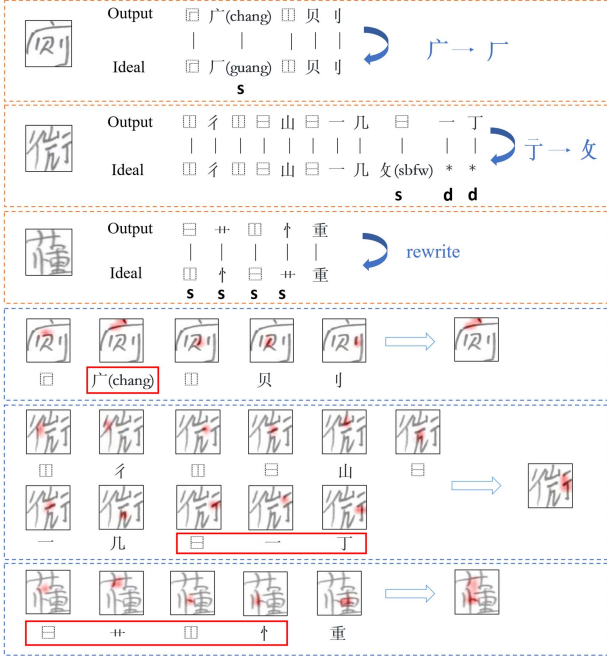 Output ⿸ 广(chang) ⿰ 贝 刂
| | | | |
Ideal ⿸ 厂(guang) ⿰ 贝 刂
s
广→ 厂
Output ⿰ 彳 ⿰ ⿱ 山 ⿱ 一 几 ⿱ 一 丁
| | | | | | | | | | |
Ideal ⿰ 彳 ⿰ ⿱ 山 ⿱ 一 几 攵(sbfw) * *
s d d
亍→ 攵
Output ⿱ 艹 ⿰ 忄 重
| | | | |
Ideal ⿰ 忄 ⿱ 艹 重
s s s s
rewrite
⿸ 广(chang) ⿰ 贝 刂
⿰ 彳 ⿰ ⿱ 山 ⿱
一 几 ⿱ 一 丁
⿱ 艹 ⿰ 忄 重